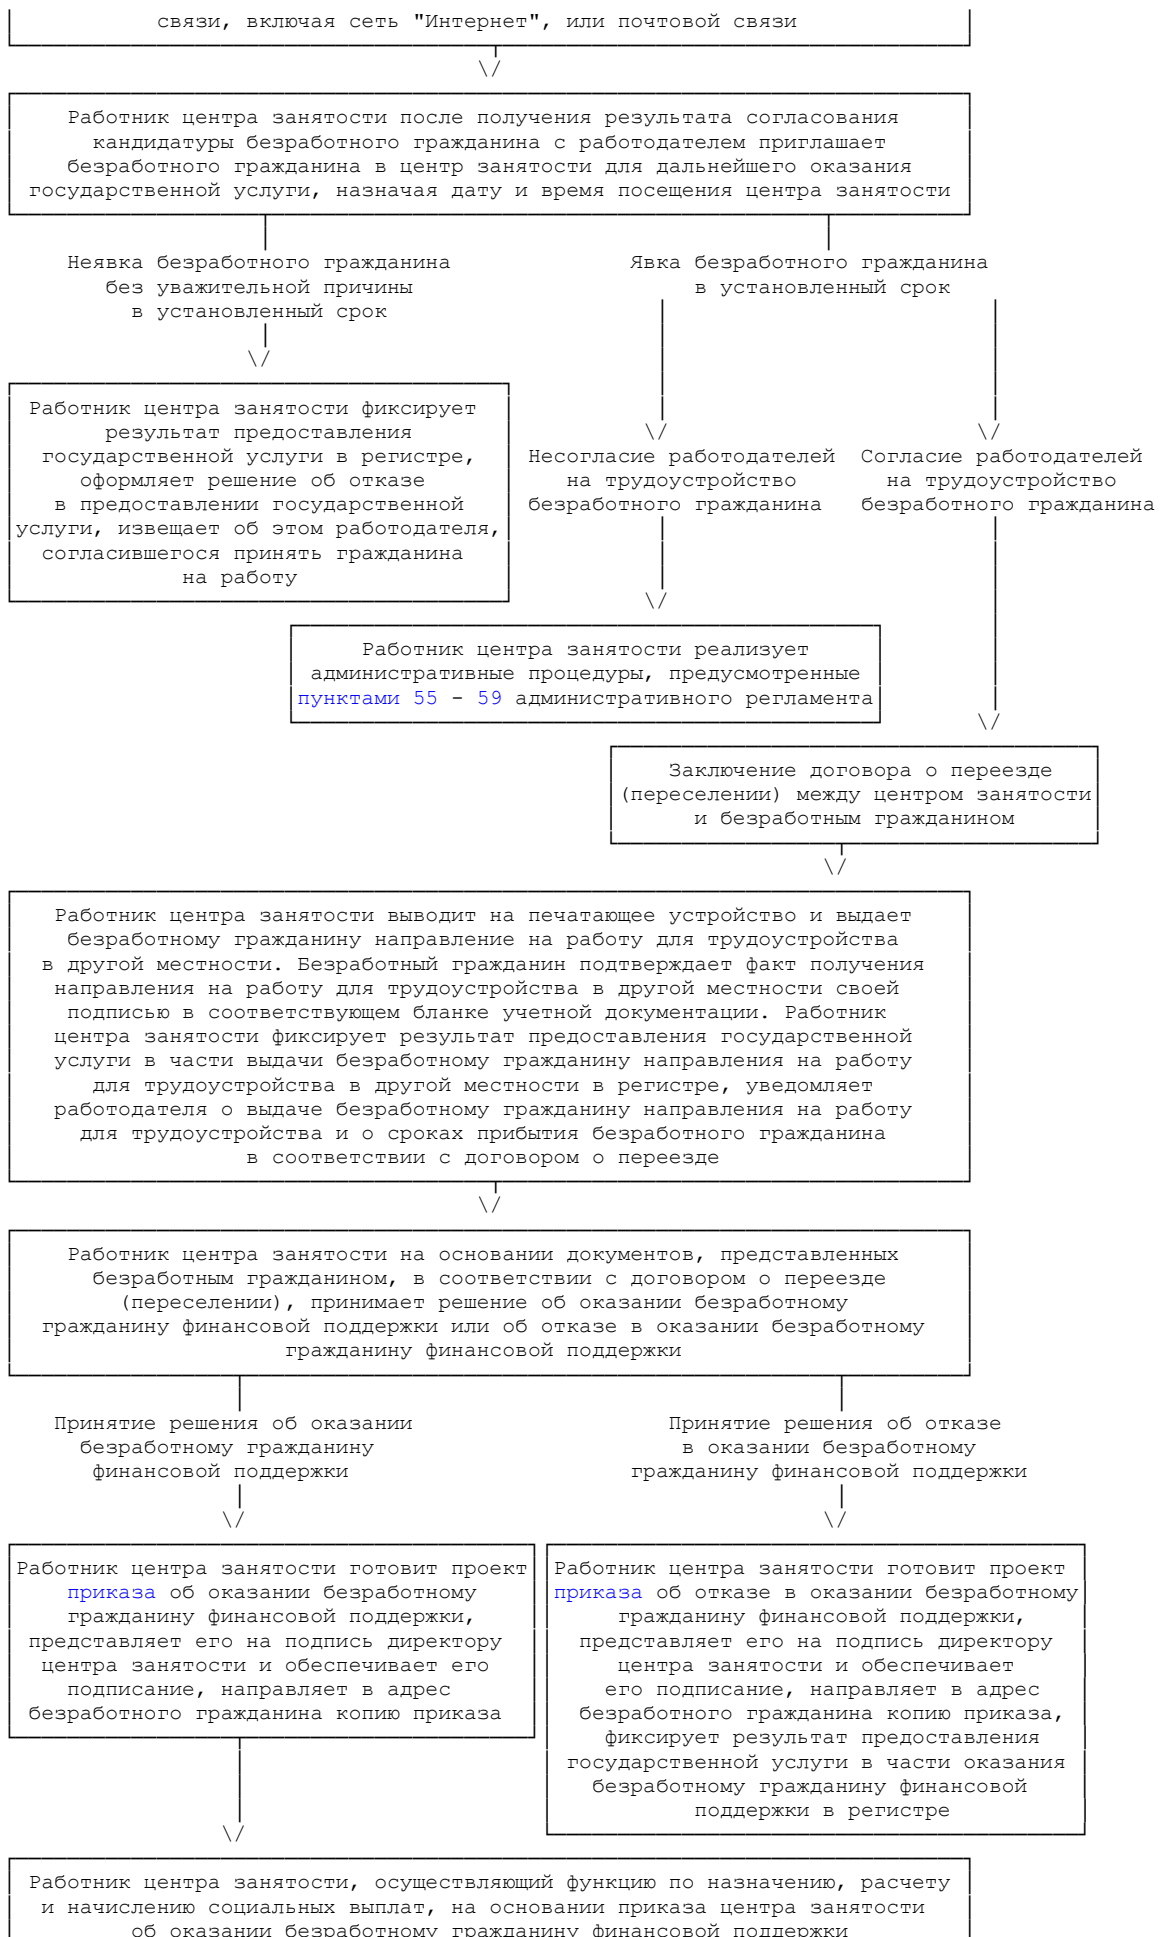 связи, включая сеть "Интернет", или почтовой связи
Работник центра занятости после получения результата согласования
кандидатуры безработного гражданина с работодателем приглашает
безработного гражданина в центр занятости для дальнейшего оказания
государственной услуги, назначая дату и время посещения центра занятости
Неявка безработного гражданина
без уважительной причины
в установленный срок
Явка безработного гражданина
в установленный срок
Работник центра занятости фиксирует
результат предоставления
государственной услуги в регистре,
оформляет решение об отказе
в предоставлении государственной
услуги, извещает об этом работодателя,
согласившегося принять гражданина
на работу
Несогласие работодателей
на трудоустройство
безработного гражданина
Согласие работодателей
на трудоустройство
безработного гражданина
Работник центра занятости реализует
административные процедуры, предусмотренные
пунктами 55 - 59 административного регламента
Заключение договора о переезде
(переселении) между центром занятости
и безработным гражданином
Работник центра занятости выводит на печатающее устройство и выдает
безработному гражданину направление на работу для трудоустройства
в другой местности. Безработный гражданин подтверждает факт получения
направления на работу для трудоустройства в другой местности своей
подписью в соответствующем бланке учетной документации. Работник
центра занятости фиксирует результат предоставления государственной
услуги в части выдачи безработному гражданину направления на работу
для трудоустройства в другой местности в регистре, уведомляет
работодателя о выдаче безработному гражданину направления на работу
для трудоустройства и о сроках прибытия безработного гражданина
в соответствии с договором о переезде
Работник центра занятости на основании документов, представленных
безработным гражданином, в соответствии с договором о переезде
(переселении), принимает решение об оказании безработному
гражданину финансовой поддержки или об отказе в оказании безработному
гражданину финансовой поддержки
Принятие решения об оказании
безработному гражданину
финансовой поддержки
Принятие решения об отказе
в оказании безработному
гражданину финансовой поддержки
Работник центра занятости готовит проект
приказа об оказании безработному
гражданину финансовой поддержки,
представляет его на подпись директору
центра занятости и обеспечивает его
подписание, направляет в адрес
безработного гражданина копию приказа
Работник центра занятости готовит проект
приказа об отказе в оказании безработному
гражданину финансовой поддержки,
представляет его на подпись директору
центра занятости и обеспечивает
его подписание, направляет в адрес
безработного гражданина копию приказа,
фиксирует результат предоставления
государственной услуги в части оказания
безработному гражданину финансовой
поддержки в регистре
Работник центра занятости, осуществляющий функцию по назначению, расчету
и начислению социальных выплат, на основании приказа центра занятости
об оказании безработному гражданину финансовой поддержки